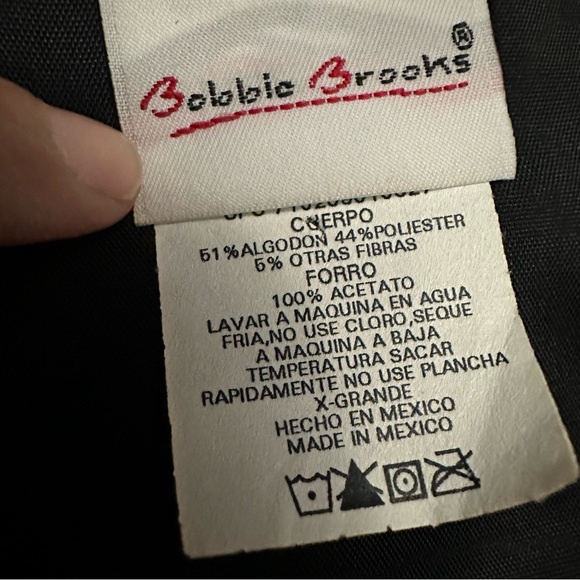 Bobbie Brooks®
CUERPO
51%ALGODON 44%POLIESTER
5% OTRAS FIBRAS
FORRO
100% ACETATO
LAVAR A MAQUINA EN AGUA
FRIA,NO USE CLORO,SEQUE
A MAQUINA A BAJA
TEMPERATURA SACAR
RAPIDAMENTE NO USE PLANCHA
X-GRANDE
HECHO EN MEXICO
MADE IN MEXICO